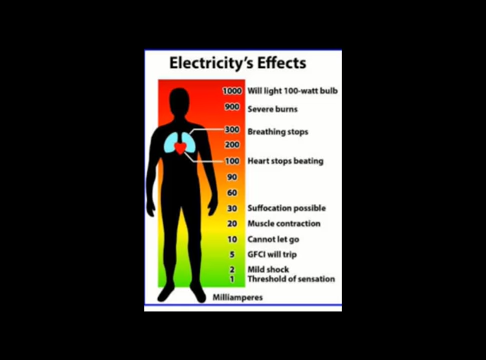 Electricity's Effects
1000 Will light 100-watt bulb
900 Severe burns
300 Breathing stops
200
100 Heart stops beating
90
60
30 Suffocation possible
20 Muscle contraction
10 Cannot let go
5 GFCI will trip
2 Mild shock
1 Threshold of sensation
Milliamperes